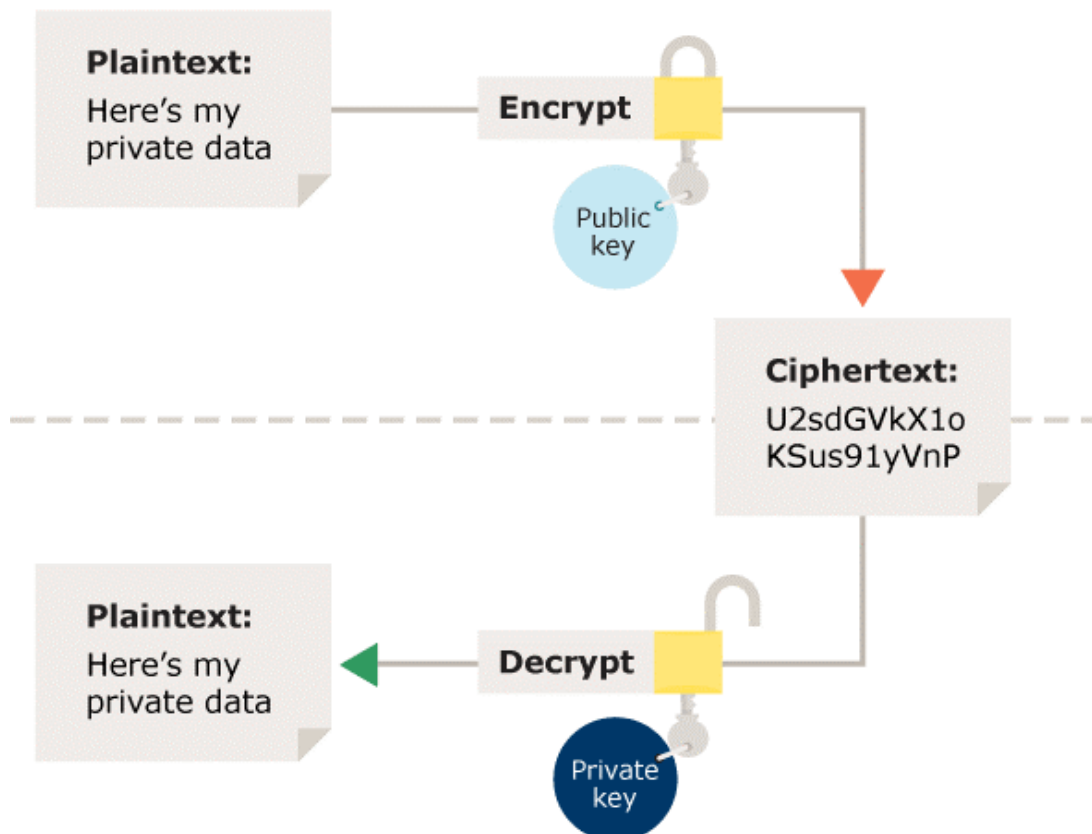 Plaintext:
Here’s my
private data
Encrypt
Public
key
Ciphertext:
U2sdGVkX1o
KSus91yVnP
Plaintext:
Here’s my
private data
Decrypt
Private
key